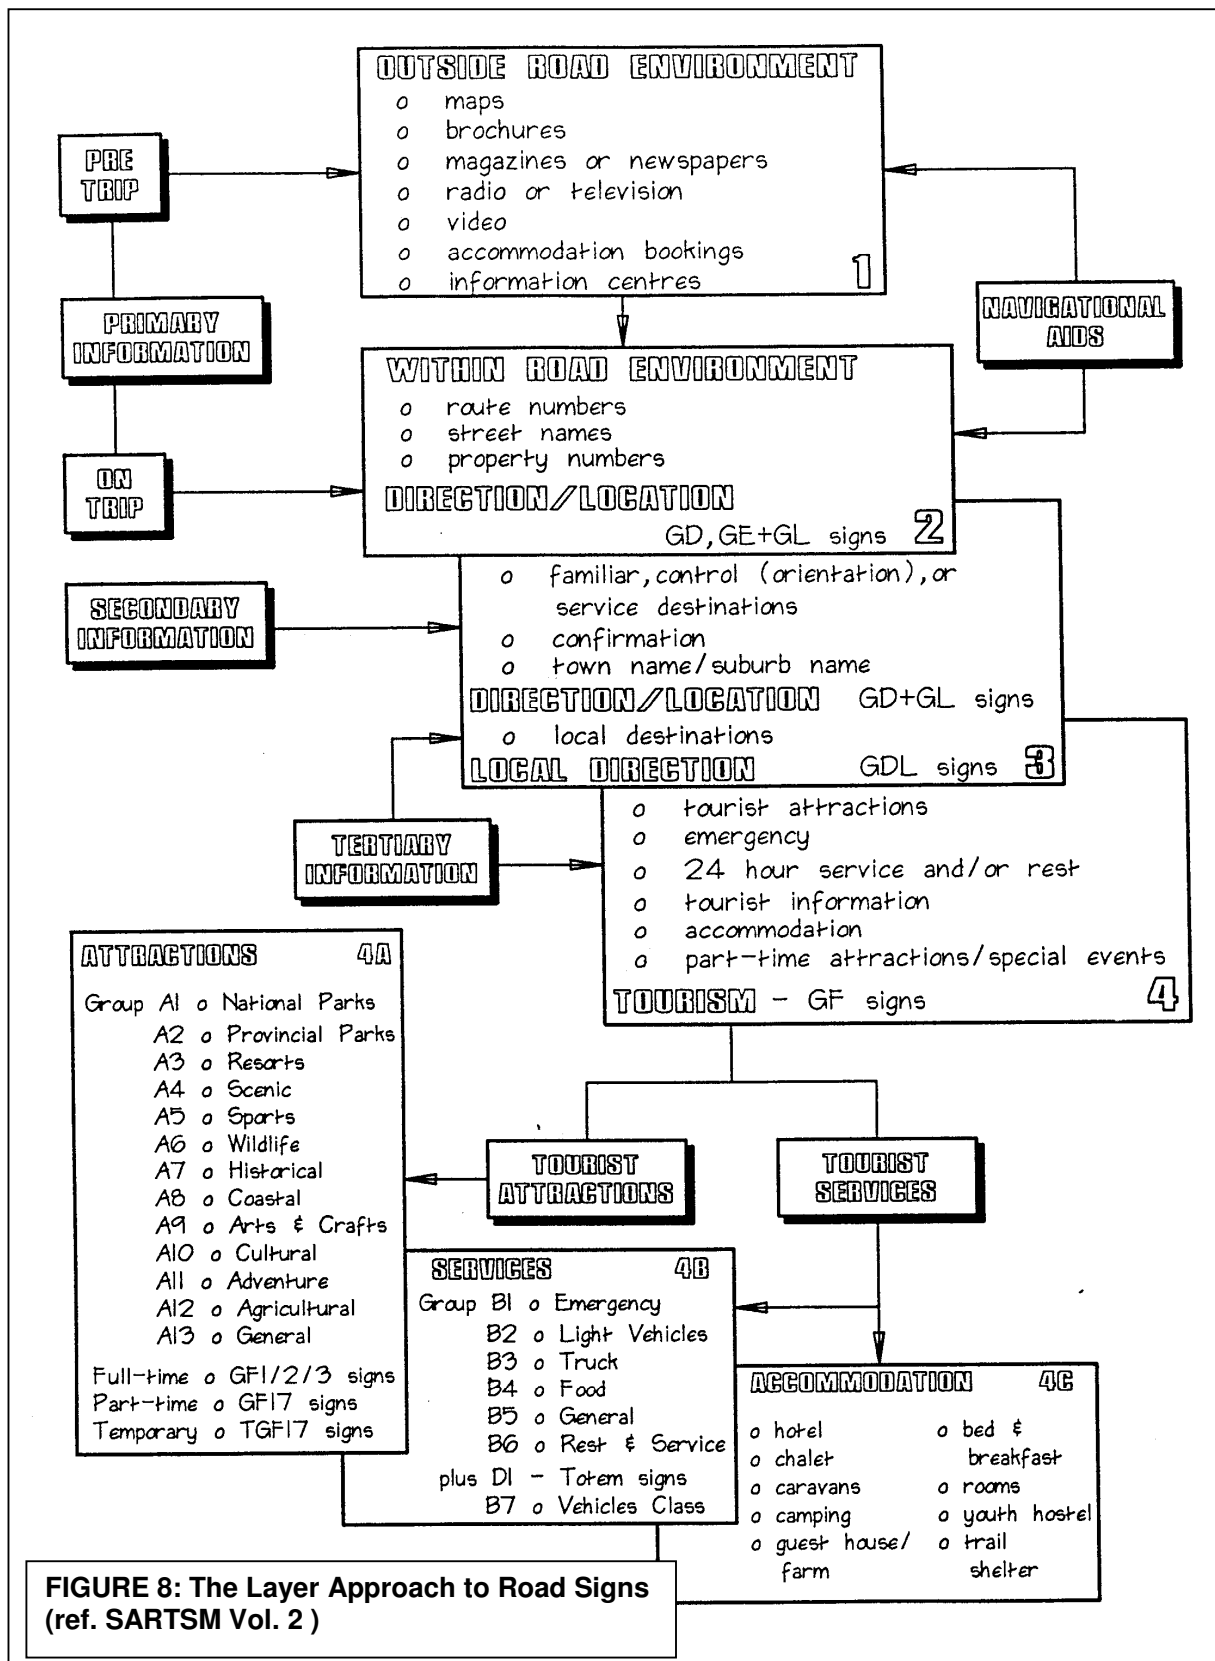 OUTSIDE ROAD ENVIRONMENT
o maps
o brochures
o magazines or newspapers
o radio or television
o video
o accommodation bookings
o information centres
1
PRE
TRIP
PRIMARY
INFORMATION
ON
TRIP
NAVIGATIONAL
AIDS
WITHIN ROAD ENVIRONMENT
o route numbers
o street names
o property numbers
DIRECTION/LOCATION
GD, GE+GL signs 2
SECONDARY
INFORMATION
o familiar, control (orientation), or
service destinations
o confirmation
o town name/suburb name
DIRECTION/LOCATION GD+GL signs
o local destinations
LOCAL DIRECTION GDL signs 3
TERTIARY
INFORMATION
o tourist attractions
o emergency
o 24 hour service and/or rest
o tourist information
o accommodation
o part-time attractions/special events
TOURISM - GF signs 4
TOURIST
ATTRACTIONS
TOURIST
SERVICES
ATTRACTIONS 4A
Group A1 o National Parks
A2 o Provincial Parks
A3 o Resorts
A4 o Scenic
A5 o Sports
A6 o Wildlife
A7 o Historical
A8 o Coastal
A9 o Arts & Crafts
A10 o Cultural
A11 o Adventure
A12 o Agricultural
A13 o General
Full-time o GF1/2/3 signs
Part-time o GF17 signs
Temporary o TGF17 signs
SERVICES 4B
Group B1 o Emergency
B2 o Light Vehicles
B3 o Truck
B4 o Food
B5 o General
B6 o Rest & Service
plus D1 - Totem signs
B7 o Vehicles Class
ACCOMMODATION 4C
o hotel
o chalet
o caravans
o camping
o guest house/
farm
o bed &
breakfast
o rooms
o youth hostel
o trail
shelter
FIGURE 8: The Layer Approach to Road Signs
(ref. SARTSM Vol. 2 )